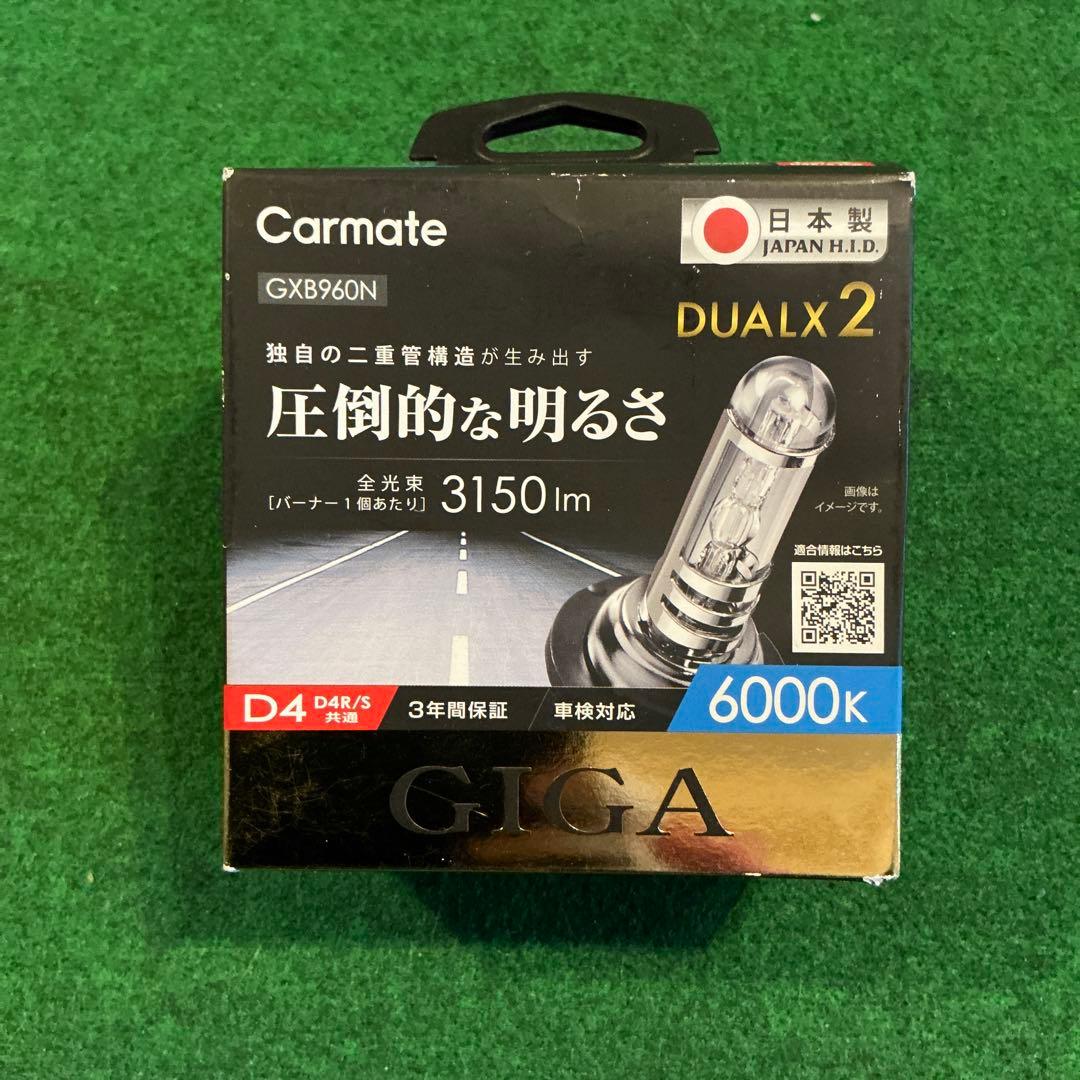 Carmate
日本製
JAPAN H.I.D.
GXB960N
DUALX 2
独自の二重管構造が生み出す
圧倒的な明るさ
全光束
[バーナー1個あたり] 3150 lm
画像は
イメージです。
適合情報はこちら
D4 D4R/S
共通
3年間保証
車検対応
6000K
GIGA